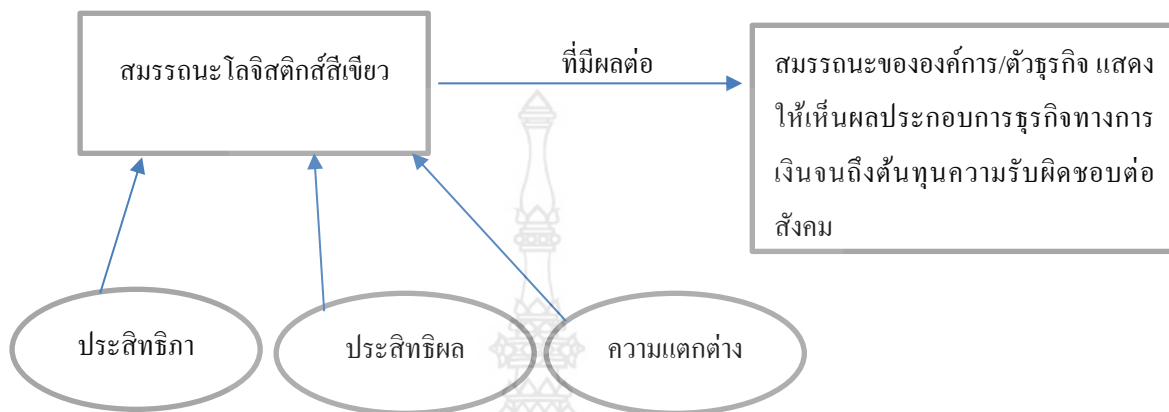 สมรรถนะโลจิสติกส์สีเขียว
ที่มีผลต่อ
สมรรถนะขององค์การ/ตัวธุรกิจ แสดง
ให้เห็นผลประกอบการธุรกิจทางการ
เงินจนถึงต้นทุนความรับผิดชอบต่อ
สังคม
ประสิทธิภา
ประสิทธิผล
ความแตกต่าง